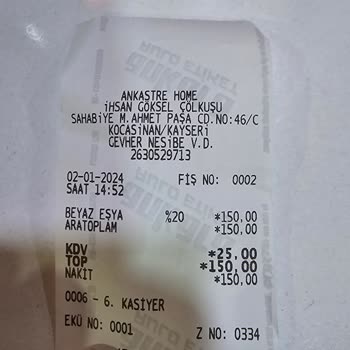 ANKASTRE HOME
İHSAN GÖKSEL ÇÖLKUŞU
SAHABİYE M.AHMET PAŞA CD.NO:46/C
KOCASİNAN/KAYSERİ
GEVHER NESİBE V.D.
2630529713
02-01-2024 FİŞ NO: 0002
SAAT 14:52
BEYAZ EŞYA %20 *150,00
ARATOPLAM *150,00
KDV *25,00
TOP *150,00
NAKİT *150,00
0006 - 6. KASİYER
EKÜ NO: 0001 Z NO: 0334